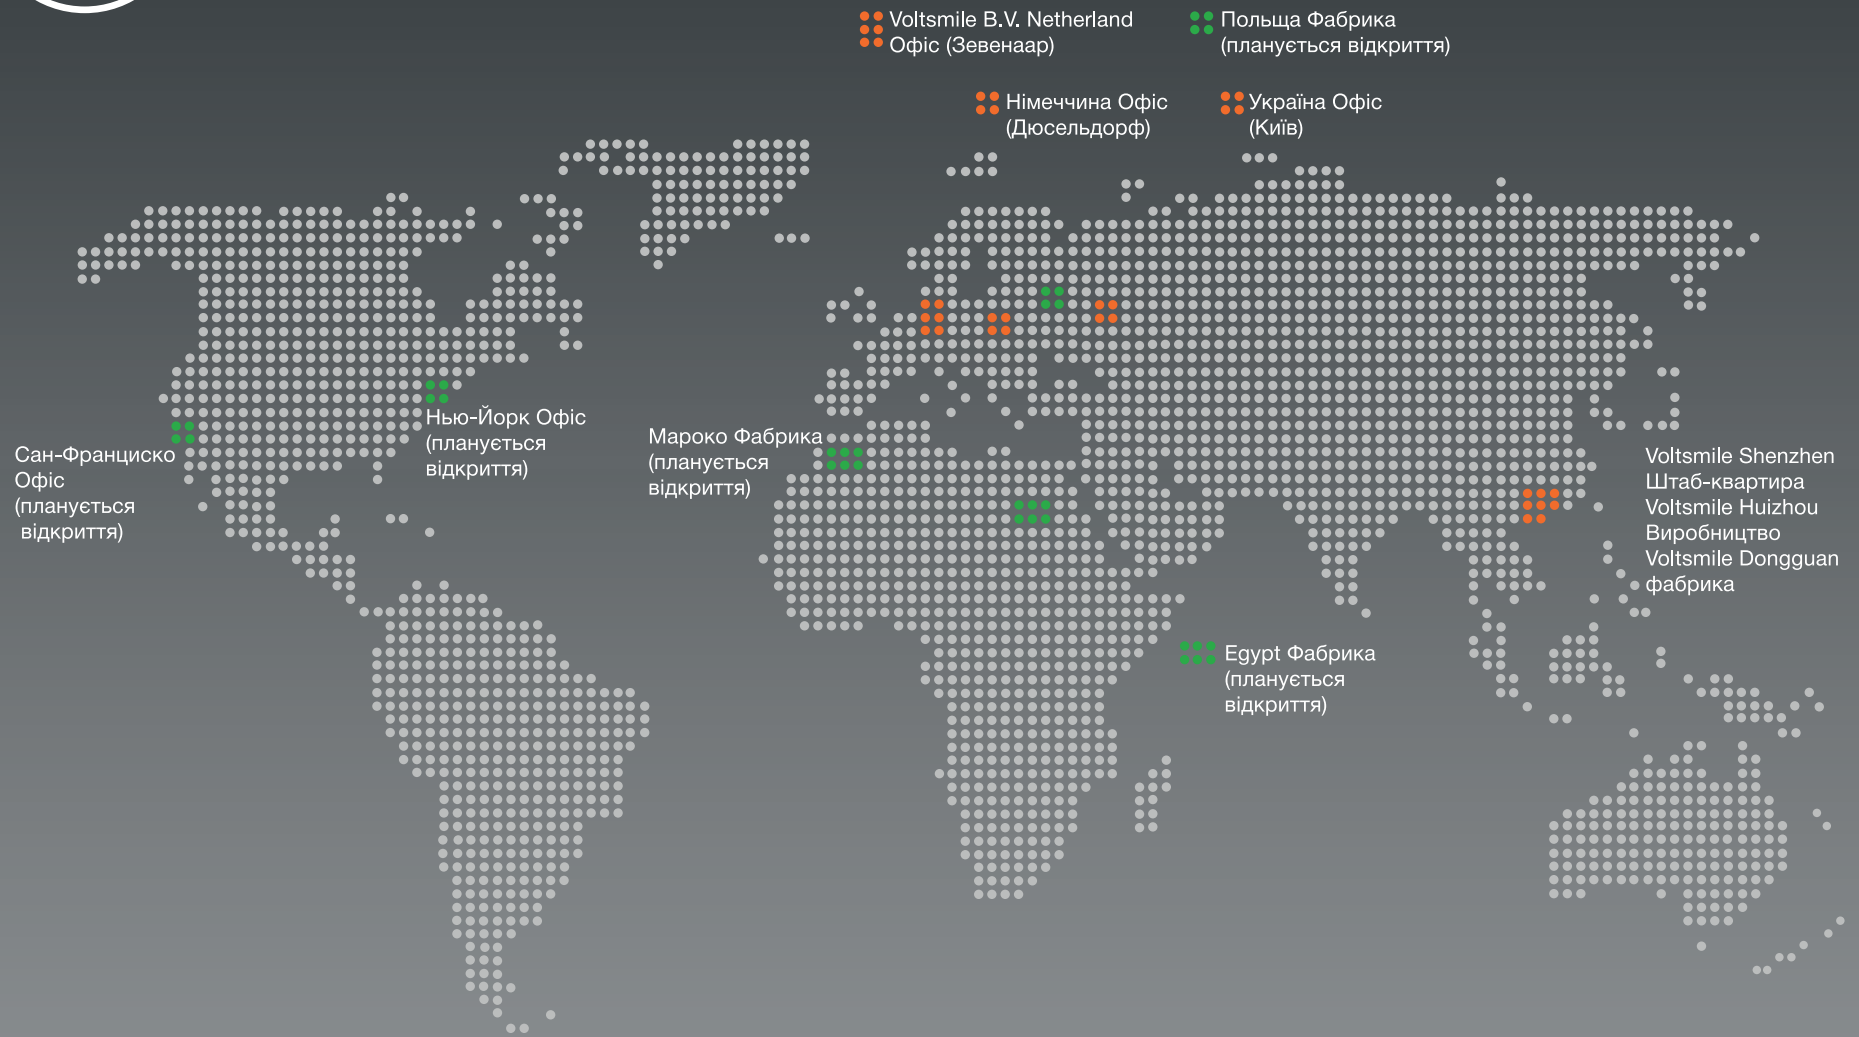 Voltsmile B.V. Netherland
Офіс (Зевенаар)
Польща Фабрика
(планується відкриття)
Німеччина Офіс
(Дюсельдорф)
Україна Офіс
(Київ)
Нью-Йорк Офіс
(планується
відкриття)
Сан-Франциско
Офіс
(планується
відкриття)
Мароко Фабрика
(планується
відкриття)
Voltsmile Shenzhen
Штаб-квартира
Voltsmile Huizhou
Виробництво
Voltsmile Dongguan
фабрика
Egypt Фабрика
(планується
відкриття)